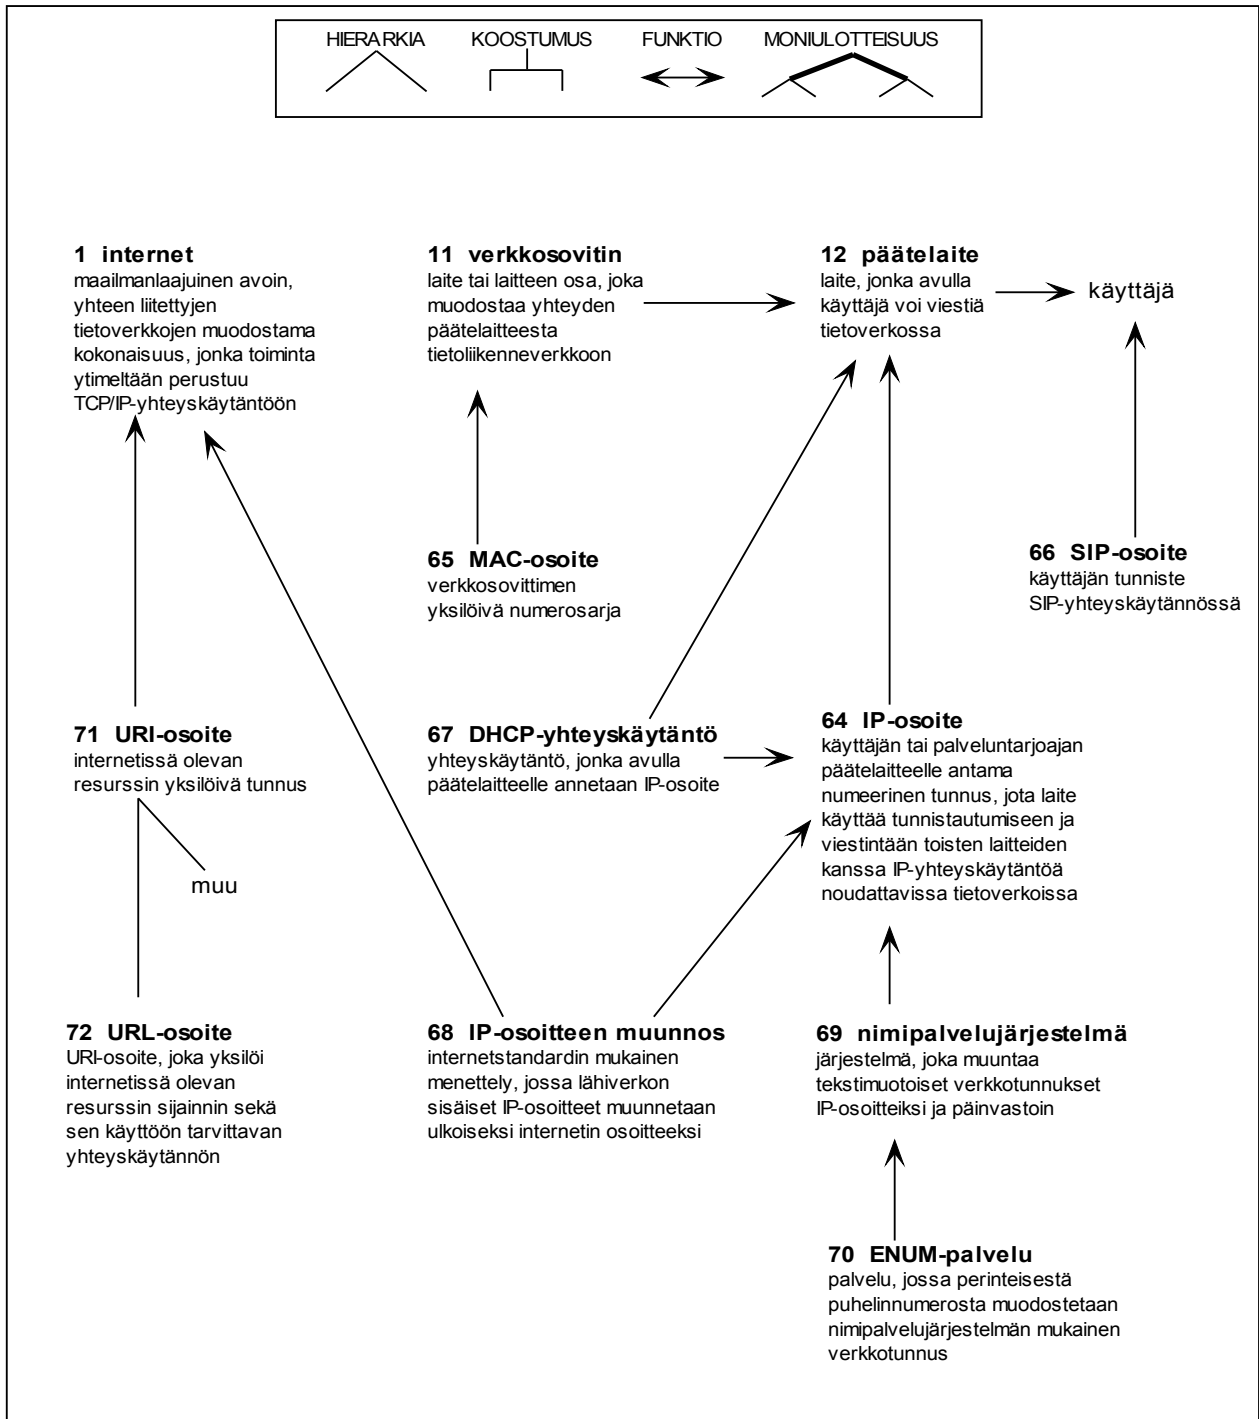 HIERARKIA KOOSTUMUS FUNKTIO MONIULOTTEISUUS
1 internet
maailmanlaajuinen avoin,
yhteen liitettyjen
tietoverkkojen muodostama
kokonaisuus, jonka toiminta
ytimeltään perustuu
TCP/IP-yhteyskäytäntöön
11 verkkosovitin
laite tai laitteen osa, joka
muodostaa yhteyden
päätelaitteesta
tietoliikenneverkkoon
12 päätelaite
laite, jonka avulla
käyttäjä voi viestiä
tietoverkossa
käyttäjä
65 MAC-osoite
verkkosovittimen
yksilöivä numerosarja
66 SIP-osoite
käyttäjän tunniste
SIP-yhteyskäytännössä
71 URI-osoite
internetissä olevan
resurssin yksilöivä tunnus
muu
67 DHCP-yhteyskäytäntö
yhteyskäytäntö, jonka avulla
päätelaitteelle annetaan IP-osoite
64 IP-osoite
käyttäjän tai palveluntarjoajan
päätelaitteelle antama
numeerinen tunnus, jota laite
käyttää tunnistautumiseen ja
viestintään toisten laitteiden
kanssa IP-yhteyskäytäntöä
noudattavissa tietoverkoissa
72 URL-osoite
URI-osoite, joka yksilöi
internetissä olevan
resurssin sijainnin sekä
sen käyttöön tarvittavan
yhteyskäytännön
68 IP-osoitteen muunnos
internetstandardin mukainen
menettely, jossa lähiverkon
sisäiset IP-osoitteet muunnetaan
ulkoiseksi internetin osoitteeksi
69 nimipalvelujärjestelmä
järjestelmä, joka muuntaa
tekstimuotoiset verkkotunnukset
IP-osoitteiksi ja päinvastoin
70 ENUM-palvelu
palvelu, jossa perinteisestä
puhelinnumerosta muodostetaan
nimipalvelujärjestelmän mukainen
verkkotunnus